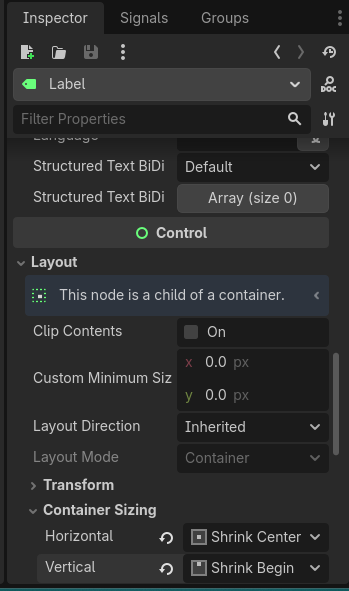 Inspector Signals Groups
Label
DOC
Filter Properties
Language
Structured Text BiDi Default
Structured Text BiDi Array (size 0)
Control
Layout
This node is a child of a container.
Clip Contents On
Custom Minimum Siz x 0.0 px
y 0.0 px
Layout Direction Inherited
Layout Mode Container
Transform
Container Sizing
Horizontal Shrink Center
Vertical Shrink Begin